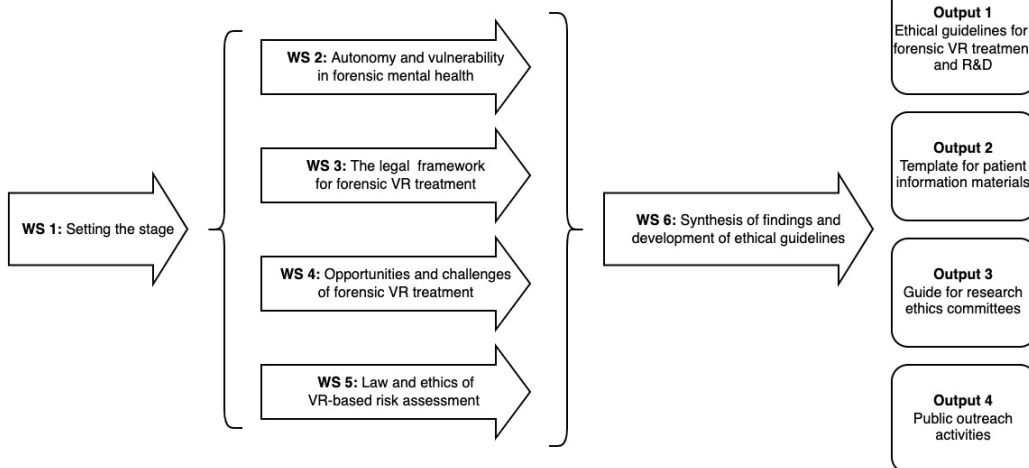 WS 1: Setting the stage
WS 2: Autonomy and vulnerability
in forensic mental health
WS 3: The legal framework
for forensic VR treatment
WS 4: Opportunities and challenges
of forensic VR treatment
WS 5: Law and ethics of
VR-based risk assessment
WS 6: Synthesis of findings and
development of ethical guidelines
Output 1
Ethical guidelines for
forensic VR treatment
and R&D
Output 2
Template for patient
information materials
Output 3
Guide for research
ethics committees
Output 4
Public outreach
activities